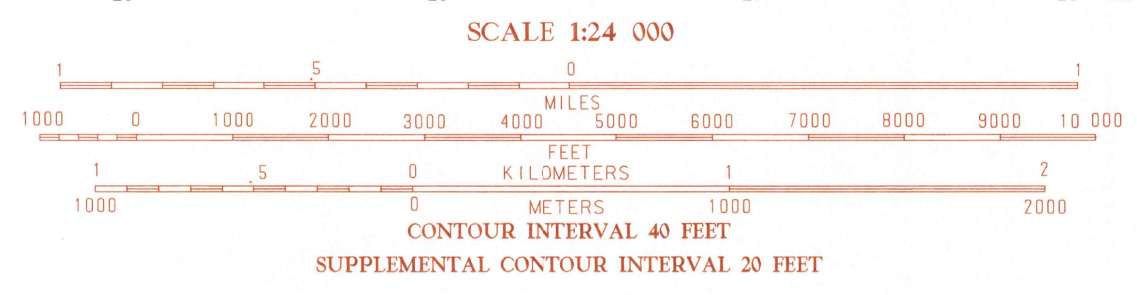 SCALE 1:24 000
1 .5 0 1
MILES
1000 0 1000 2000 3000 4000 5000 6000 7000 8000 9000 10 000
FEET
1 .5 0 KILOMETERS 1 2
1000 0 METERS 1000 2000
CONTOUR INTERVAL 40 FEET
SUPPLEMENTAL CONTOUR INTERVAL 20 FEET